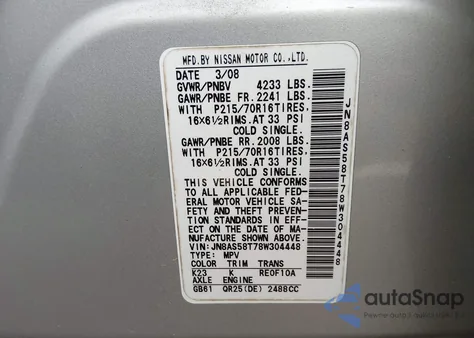 MFD.BY NISSAN MOTOR CO.,LTD.
DATE 3/08
GVWR/PNBV 4233 LBS.
GAWR/PNBE FR. 2241 LBS.
WITH P215/70R16TIRES,
16×6½RIMS.AT 33 PSI
COLD SINGLE.
GAWR/PNBE RR. 2008 LBS.
WITH P215/70R16TIRES,
16×6½RIMS.AT 33 PSI
COLD SINGLE.
THIS VEHICLE CONFORMS
TO ALL APPLICABLE FED-
ERAL MOTOR VEHICLE SA-
FETY AND THEFT PREVEN-
TION STANDARDS IN EFF-
ECT ON THE DATE OF MA-
NUFACTURE SHOWN ABOVE.
VIN:JN8AS58T78W304448
TYPE: MPV
COLOR TRIM TRANS
K23 K RE0F10A
AXLE ENGINE
GB61 QR25(DE) 2488CC
JN8AS58T78W304448
autoSnap